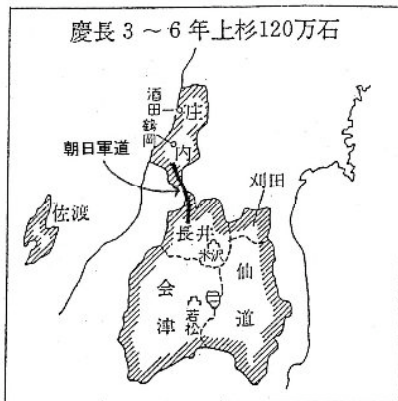 慶長3～6年上杉120万石
酒田
鶴岡
庄内
朝日軍道
佐渡
刈田
長井
米沢
会津
若松
仙道